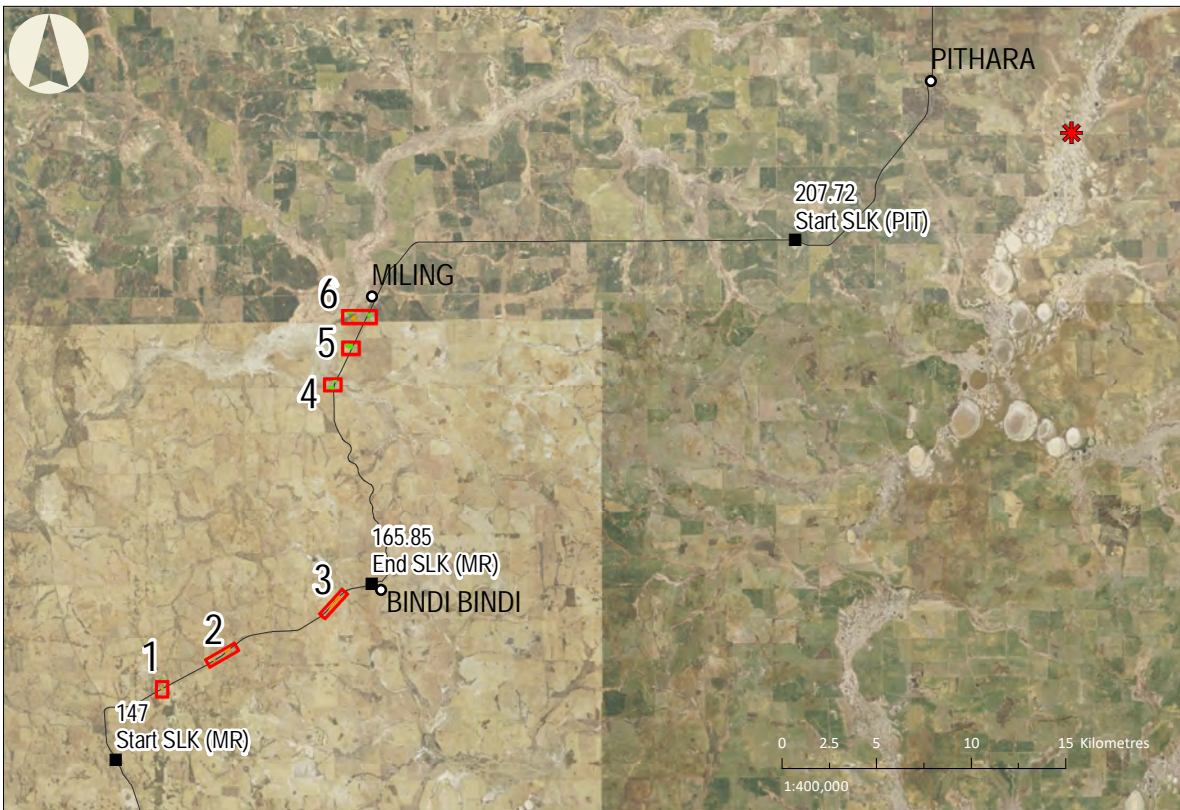 PITHARA
207.72
Start SLK (PIT)
MILING
6
5
4
165.85
End SLK (MR)
3
BINDI BINDI
2
1
147
Start SLK (MR)
0 2.5 5 10 15 Kilometres
1:400,000